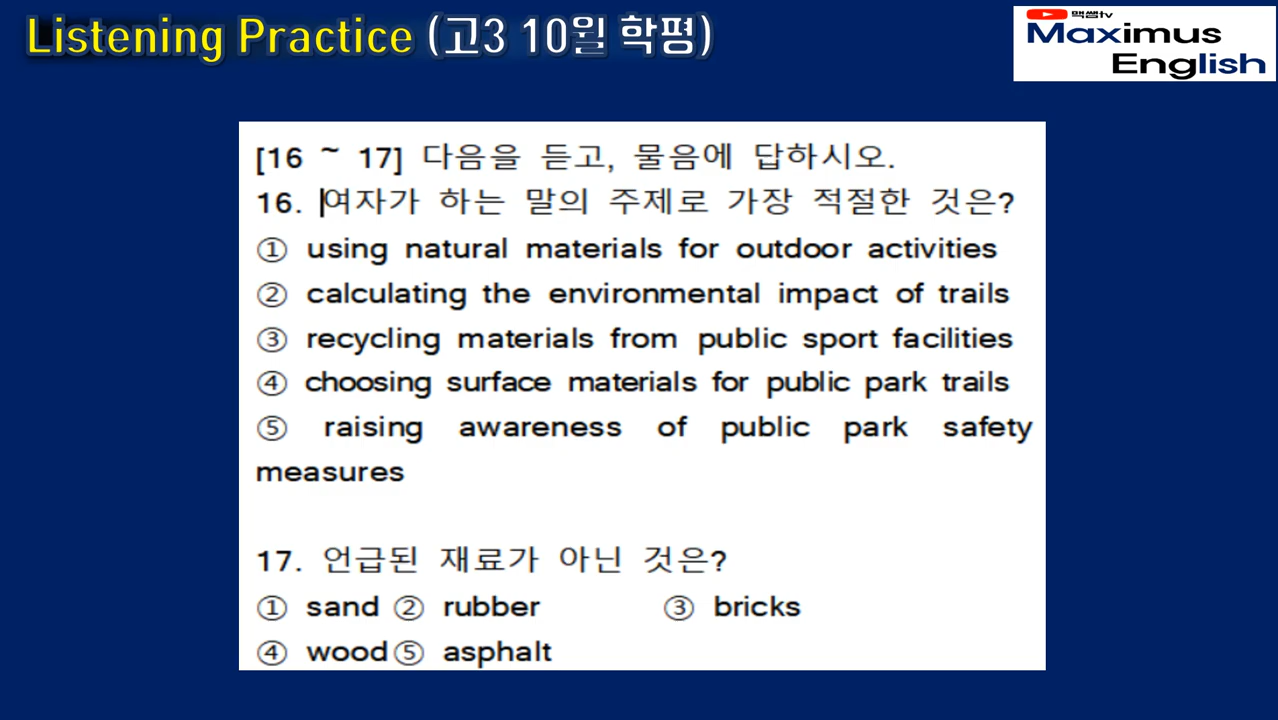 Listening Practice (고3 10월 학평)
맥쌤tv
Maximus
English
[16 ~ 17] 다음을 듣고, 물음에 답하시오.
16. 여자가 하는 말의 주제로 가장 적절한 것은?
① using natural materials for outdoor activities
② calculating the environmental impact of trails
③ recycling materials from public sport facilities
④ choosing surface materials for public park trails
⑤ raising awareness of public park safety
measures
17. 언급된 재료가 아닌 것은?
① sand ② rubber ③ bricks
④ wood ⑤ asphalt